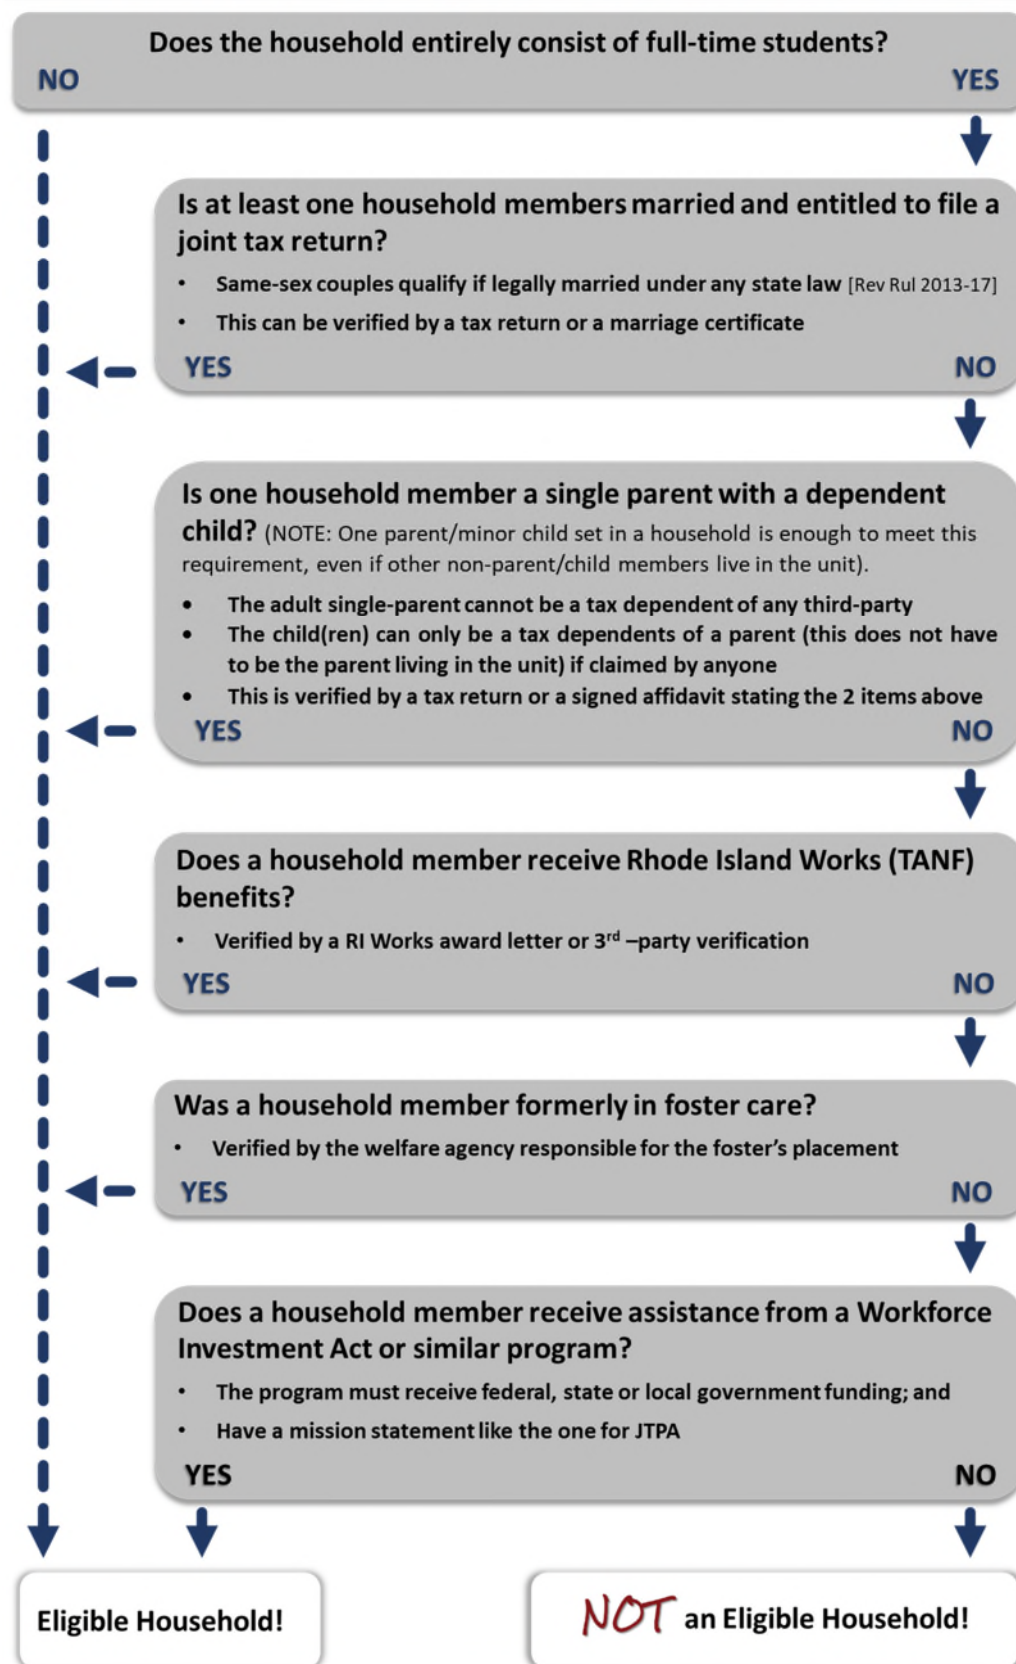 Does the household entirely consist of full-time students?
NO YES
Is at least one household members married and entitled to file a
joint tax return?
• Same-sex couples qualify if legally married under any state law [Rev Rul 2013-17]
• This can be verified by a tax return or a marriage certificate
YES NO
Is one household member a single parent with a dependent
child? (NOTE: One parent/minor child set in a household is enough to meet this
requirement, even if other non-parent/child members live in the unit).
• The adult single-parent cannot be a tax dependent of any third-party
• The child(ren) can only be a tax dependents of a parent (this does not have
to be the parent living in the unit) if claimed by anyone
• This is verified by a tax return or a signed affidavit stating the 2 items above
YES NO
Does a household member receive Rhode Island Works (TANF)
benefits?
• Verified by a RI Works award letter or 3rd –party verification
YES NO
Was a household member formerly in foster care?
• Verified by the welfare agency responsible for the foster's placement
YES NO
Does a household member receive assistance from a Workforce
Investment Act or similar program?
• The program must receive federal, state or local government funding; and
• Have a mission statement like the one for JTPA
YES NO
Eligible Household!
NOT an Eligible Household!